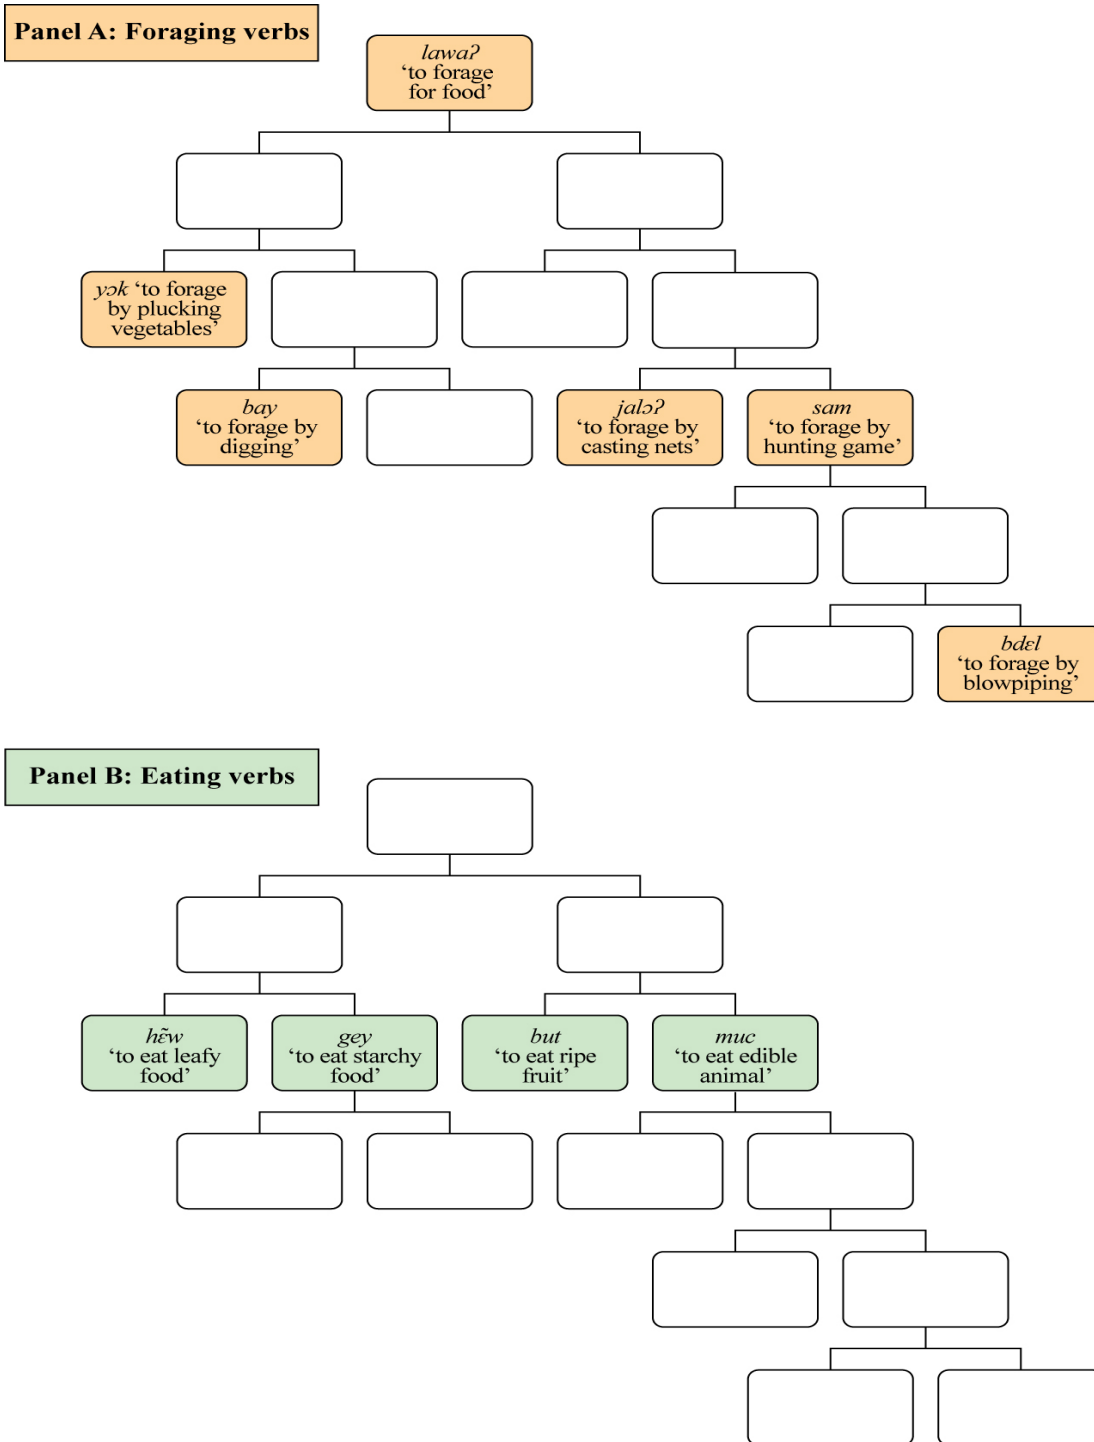 Panel A: Foraging verbs
lawaʔ
‘to forage
for food’
yɔk ‘to forage
by plucking
vegetables’
bay
‘to forage by
digging’
jalɔʔ
‘to forage by
casting nets’
sam
‘to forage by
hunting game’
bdɛl
‘to forage by
blowpiping’
Panel B: Eating verbs
hɛ̃w
‘to eat leafy
food’
gey
‘to eat starchy
food’
but
‘to eat ripe
fruit’
muc
‘to eat edible
animal’